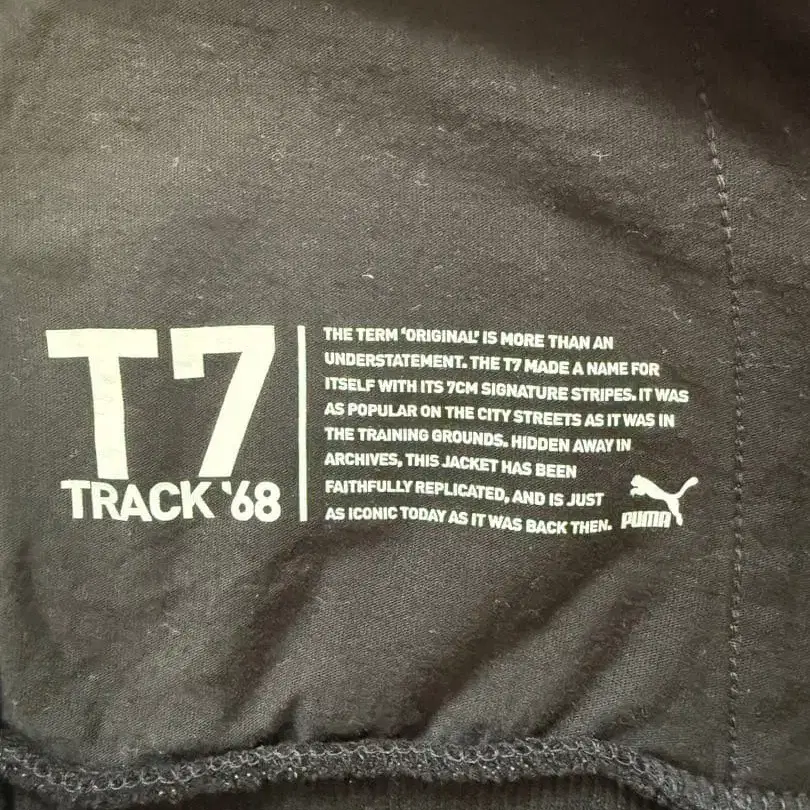 T7
TRACK '68
THE TERM 'ORIGINAL' IS MORE THAN AN
UNDERSTATEMENT. THE T7 MADE A NAME FOR
ITSELF WITH ITS 7CM SIGNATURE STRIPES. IT WAS
AS POPULAR ON THE CITY STREETS AS IT WAS IN
THE TRAINING GROUNDS. HIDDEN AWAY IN
ARCHIVES, THIS JACKET HAS BEEN
FAITHFULLY REPLICATED, AND IS JUST
AS ICONIC TODAY AS IT WAS BACK THEN.
PUMA